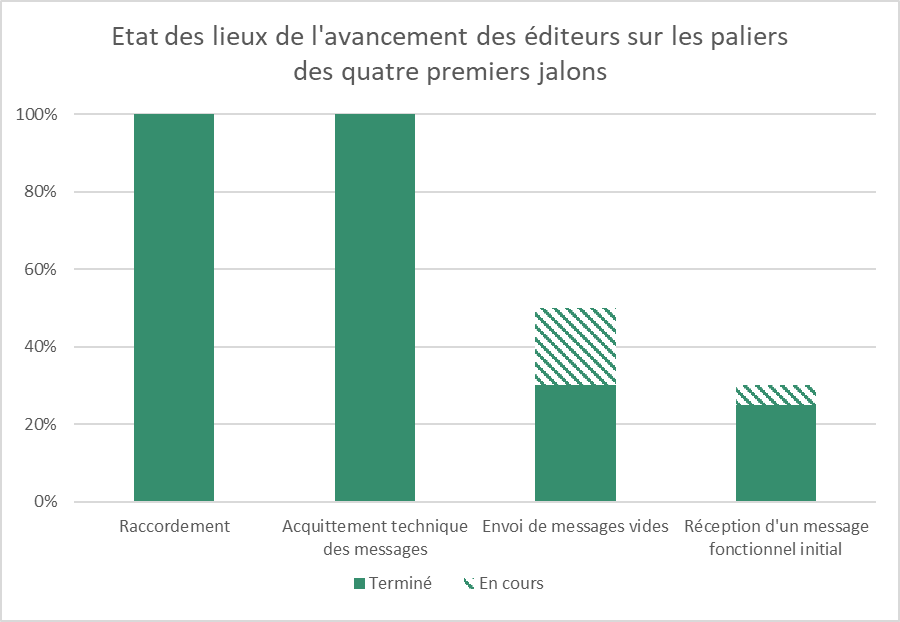 Etat des lieux de l'avancement des éditeurs sur les paliers
des quatre premiers jalons
100%
80%
60%
40%
20%
0%
Raccordement
Acquittement technique
des messages
Envoi de messages vides
Réception d'un message
fonctionnel initial
Terminé
En cours